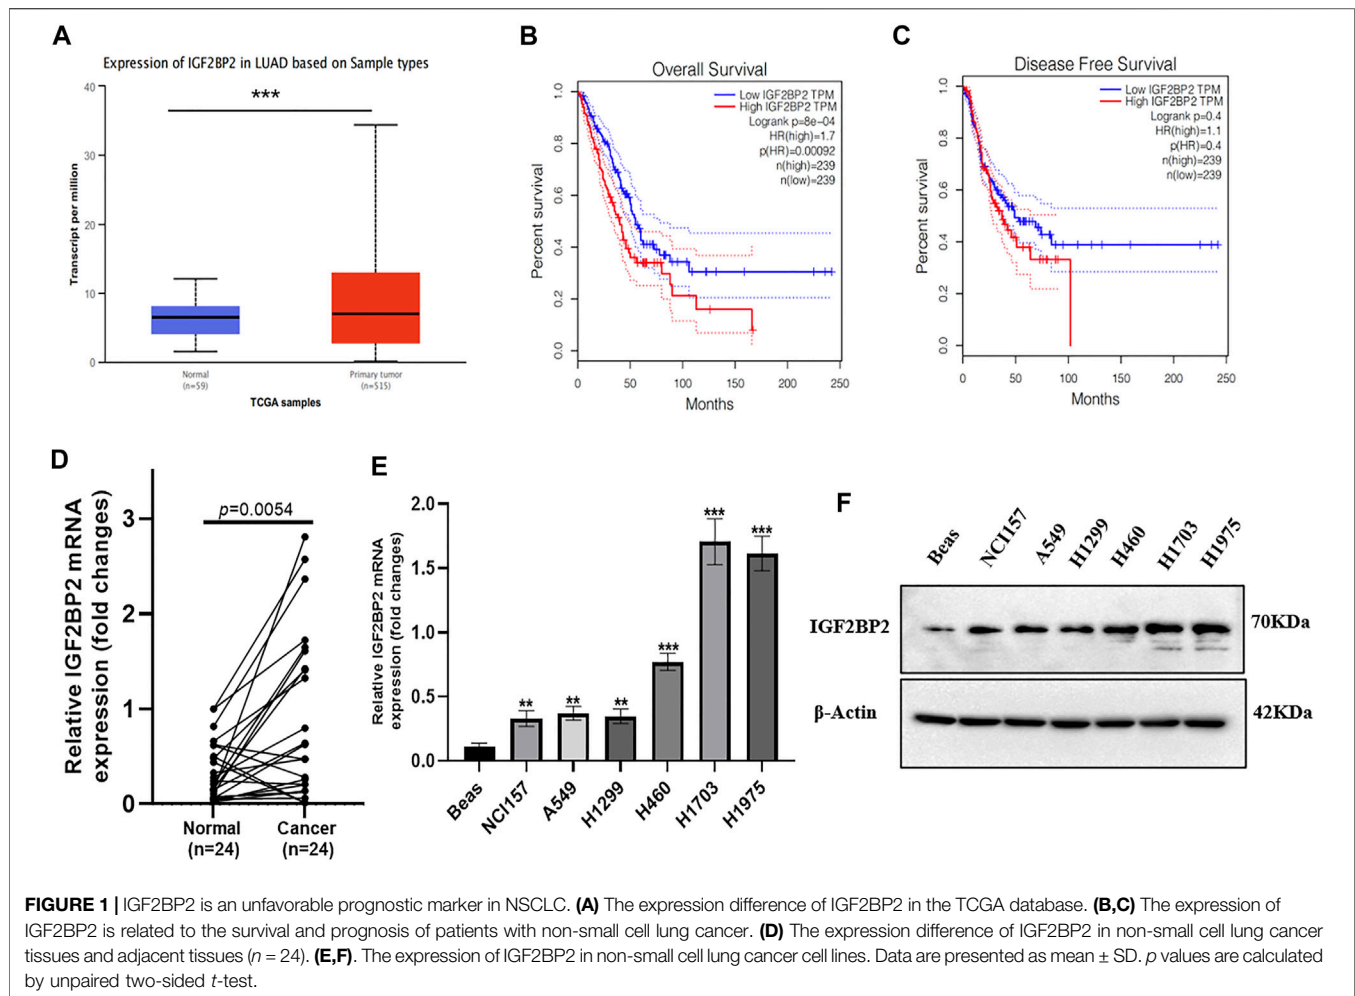 A
Expression of IGF2BP2 in LUAD based on Sample types
***
Transcript per million
40
30
20
10
0
Normal
(n=59)
Primary tumor
(n=515)
TCGA samples
B
Overall Survival
Low IGF2BP2 TPM
High IGF2BP2 TPM
Logrank p=8e−04
HR(high)=1.7
p(HR)=0.00092
n(high)=239
n(low)=239
Percent survival
1.0
0.8
0.6
0.4
0.2
0.0
0
50
100
150
200
250
Months
C
Disease Free Survival
Low IGF2BP2 TPM
High IGF2BP2 TPM
Logrank p=0.4
HR(high)=1.1
p(HR)=0.4
n(high)=239
n(low)=239
Percent survival
1.0
0.8
0.6
0.4
0.2
0.0
0
50
100
150
200
250
Months
D
Relative IGF2BP2 mRNA
expression (fold changes)
p=0.0054
3
2
1
0
Normal
(n=24)
Cancer
(n=24)
E
Relative IGF2BP2 mRNA
expression (fold changes)
2.0
1.5
1.0
0.5
0.0
**
**
**
***
***
***
Beas
NCI157
A549
H1299
H460
H1703
H1975
F
Beas
NCI157
A549
H1299
H460
H1703
H1975
IGF2BP2
70KDa
β-Actin
42KDa
FIGURE 1 | IGF2BP2 is an unfavorable prognostic marker in NSCLC. (A) The expression difference of IGF2BP2 in the TCGA database. (B,C) The expression of
IGF2BP2 is related to the survival and prognosis of patients with non-small cell lung cancer. (D) The expression difference of IGF2BP2 in non-small cell lung cancer
tissues and adjacent tissues (n = 24). (E,F). The expression of IGF2BP2 in non-small cell lung cancer cell lines. Data are presented as mean ± SD. p values are calculated
by unpaired two-sided t-test.